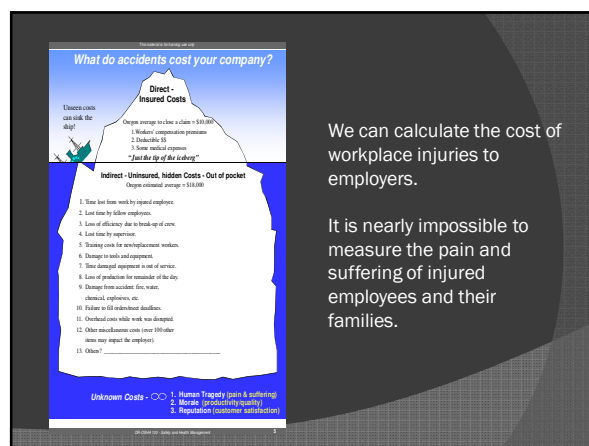 This material is for training use only
What do accidents cost your company?
Direct -
Insured Costs
Unseen costs
can sink the
ship!
Oregon average to close a claim = $10,000
1.Workers' compensation premiums
2. Deductible $$
3. Some medical expenses
"Just the tip of the iceberg"
Indirect - Uninsured, hidden Costs - Out of pocket
Oregon estimated average = $18,000
1. Time lost from work by injured employee.
2. Lost time by fellow employees.
3. Loss of efficiency due to break-up of crew.
4. Lost time by supervisor.
5. Training costs for new/replacement workers.
6. Damage to tools and equipment.
7. Time damaged equipment is out of service.
8. Loss of production for remainder of the day.
9. Damage from accident: fire, water,
chemical, explosives, etc.
10. Failure to fill orders/meet deadlines.
11. Overhead costs while work was disrupted.
12. Other miscellaneous costs (over 100 other
items may impact the employer).
13. Others? ____________________
Unknown Costs -
1. Human Tragedy (pain & suffering)
2. Morale (productivity/quality)
3. Reputation (customer satisfaction)
OR-OSHA 100 - Safety and Health Management
5
We can calculate the cost of
workplace injuries to
employers.
It is nearly impossible to
measure the pain and
suffering of injured
employees and their
families.